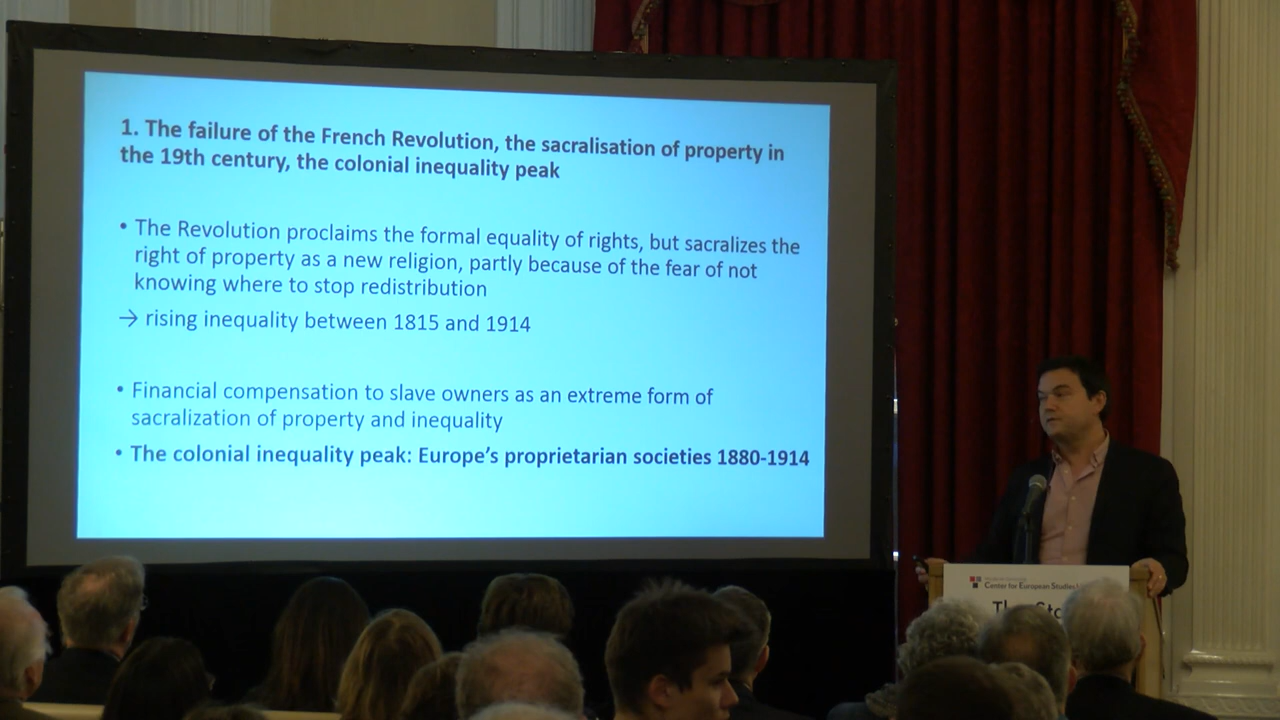 1. The failure of the French Revolution, the sacralisation of property in
the 19th century, the colonial inequality peak
• The Revolution proclaims the formal equality of rights, but sacralizes the
right of property as a new religion, partly because of the fear of not
knowing where to stop redistribution
→ rising inequality between 1815 and 1914
• Financial compensation to slave owners as an extreme form of
sacralization of property and inequality
• The colonial inequality peak: Europe's proprietarian societies 1880-1914
Center for European Studies